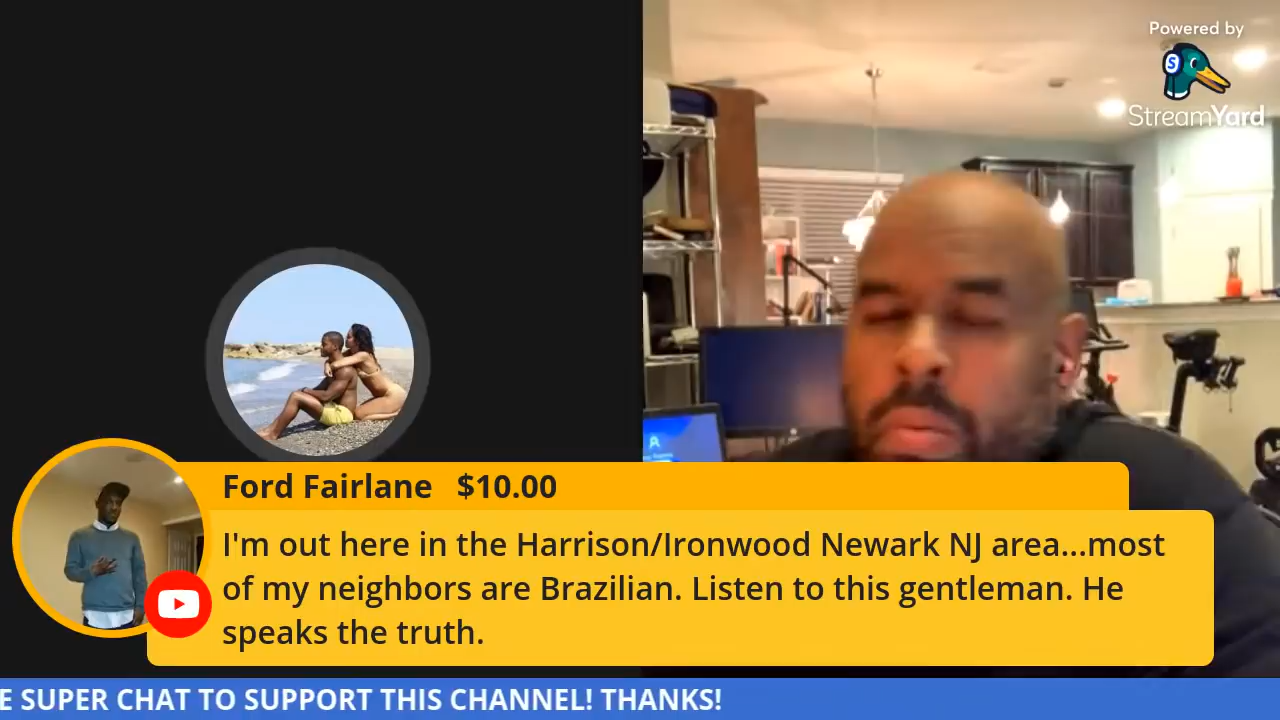 Powered by
S
StreamYard
Ford Fairlane $10.00
I'm out here in the Harrison/Ironwood Newark NJ area...most
of my neighbors are Brazilian. Listen to this gentleman. He
speaks the truth.
E SUPER CHAT TO SUPPORT THIS CHANNEL! THANKS!